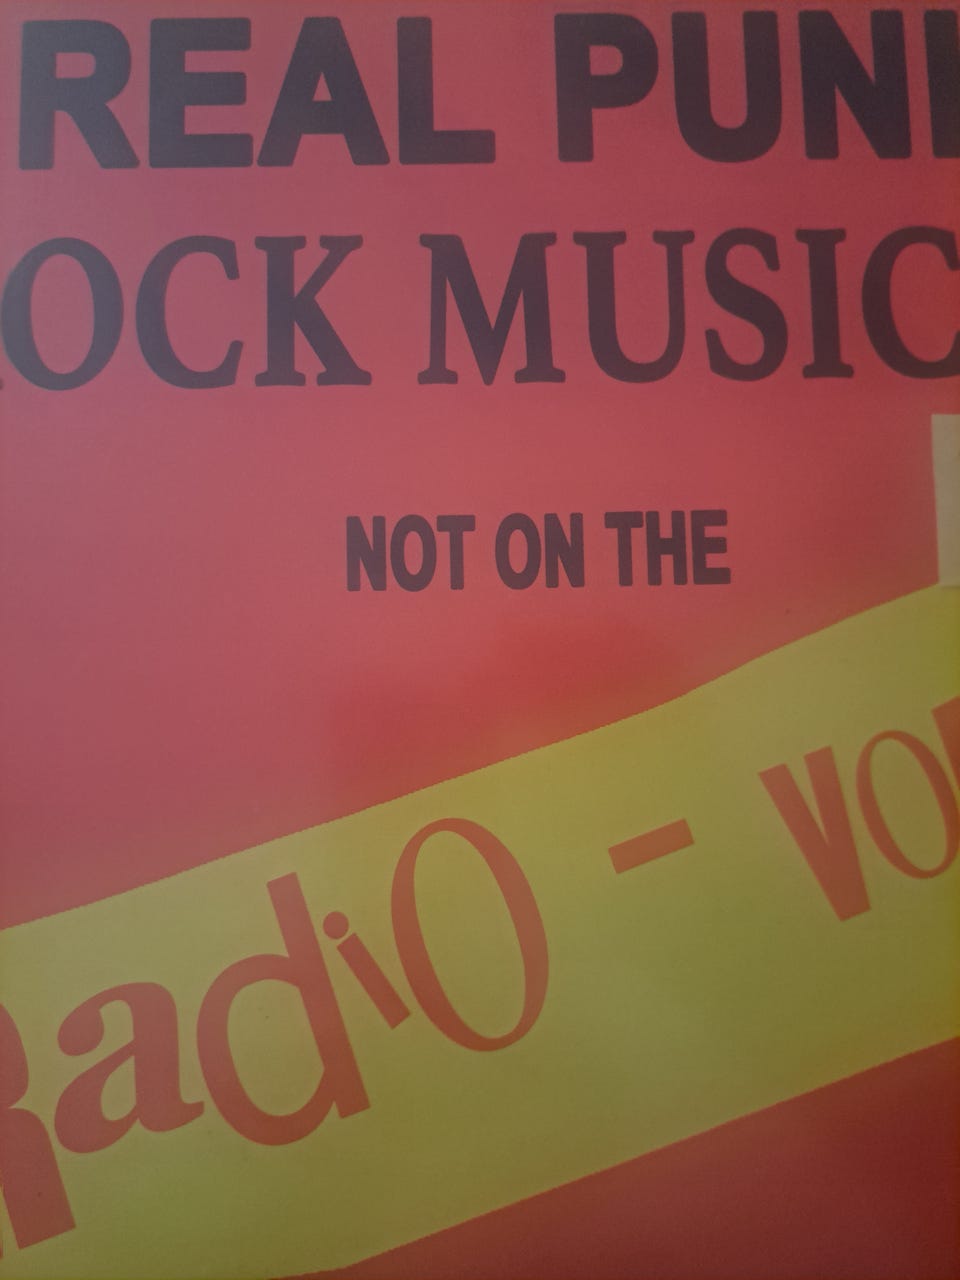 REAL PUN
OCK MUSIC
NOT ON THE
Radio - VO